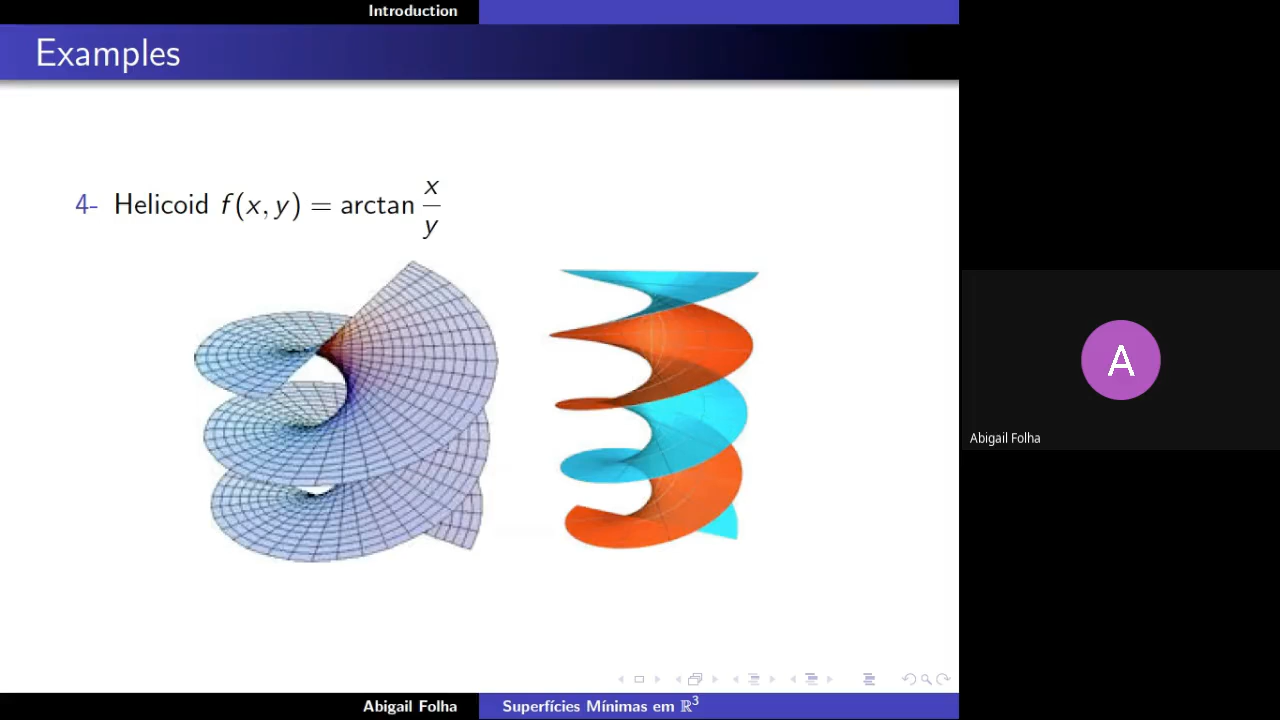 Introduction
Examples
4- Helicoid f(x, y) = arctan x/y
A
Abigail Folha
Abigail Folha Superfícies Mínimas em ℝ³